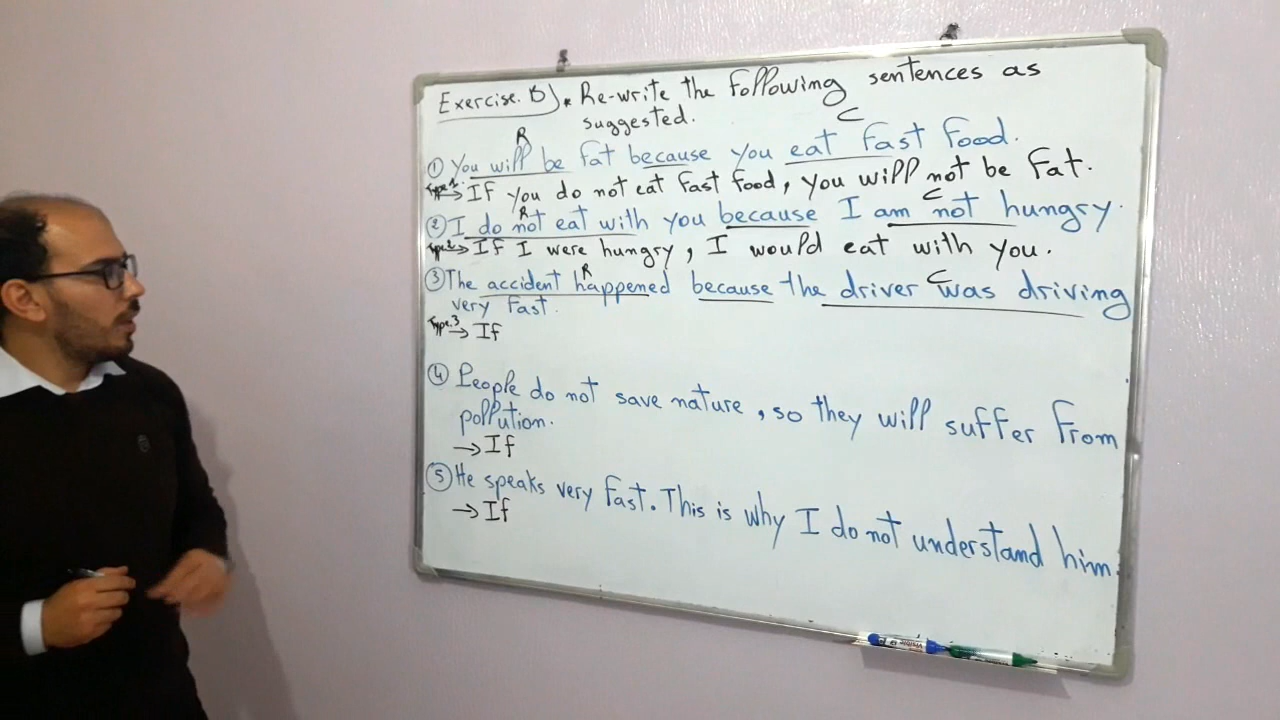 Exercise. B) • Re-write the following sentences as
suggested.
R C
① You will be fat because you eat fast food.
Type.1 → If you do not eat fast food, you will not be fat.
R C
② I do not eat with you because I am not hungry.
Type.2 → If I were hungry, I would eat with you.
R C
③ The accident happened because the driver was driving
very fast.
Type.3 → If
④ People do not save nature, so they will suffer from
pollution.
→ If
⑤ He speaks very fast. This is why I do not understand him.
→ If